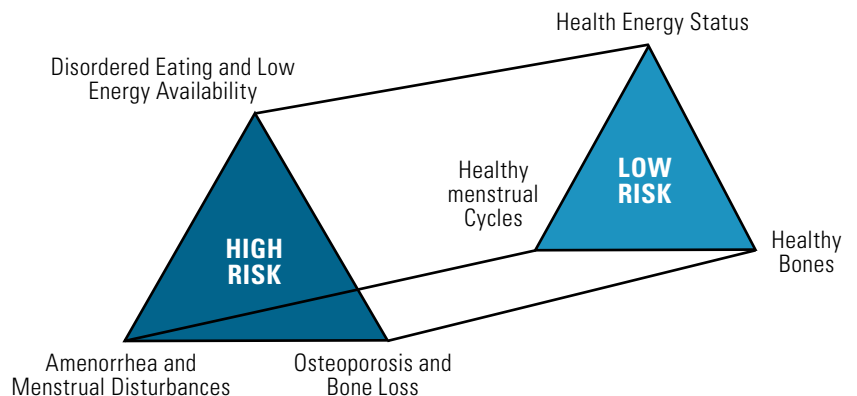 Health Energy Status
Disordered Eating and Low
Energy Availability
Healthy
menstrual
Cycles
LOW
RISK
HIGH
RISK
Healthy
Bones
Amenorrhea and
Menstrual Disturbances
Osteoporosis and
Bone Loss